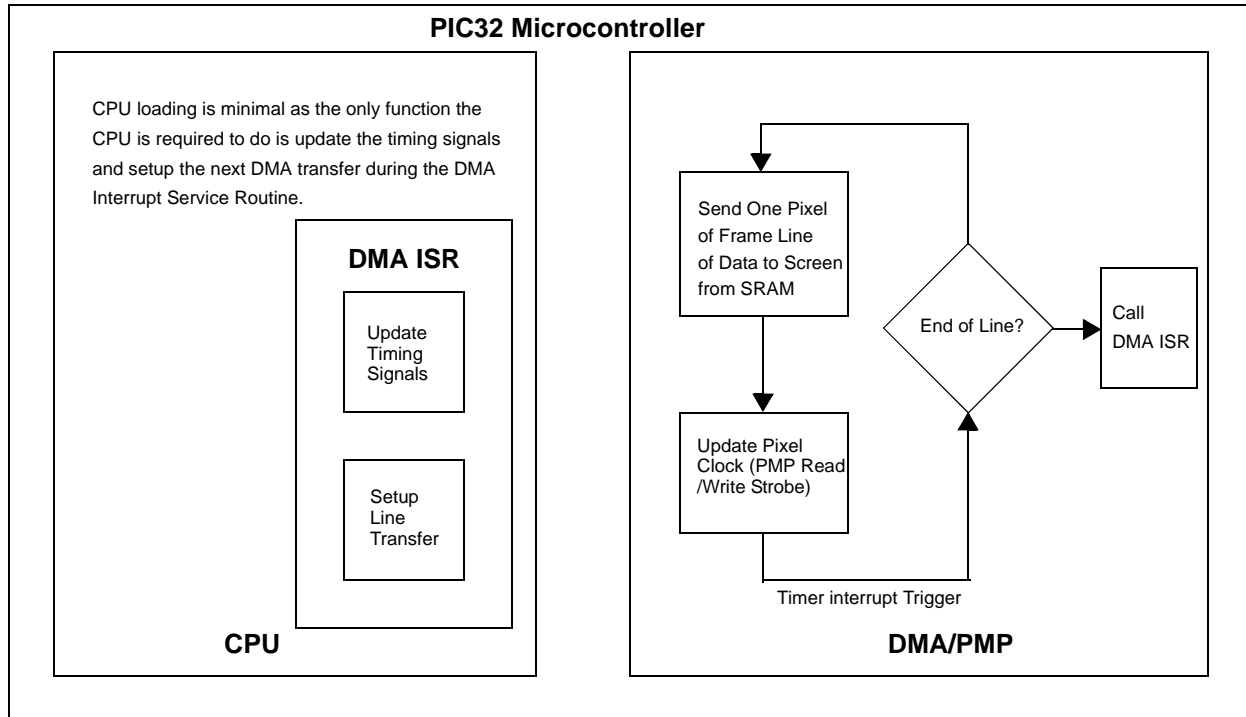 PIC32 Microcontroller
CPU loading is minimal as the only function the
CPU is required to do is update the timing signals
and setup the next DMA transfer during the DMA
Interrupt Service Routine.
DMA ISR
Update
Timing
Signals
Setup
Line
Transfer
CPU
Send One Pixel
of Frame Line
of Data to Screen
from SRAM
Update Pixel
Clock (PMP Read
/Write Strobe)
End of Line?
Call
DMA ISR
Timer interrupt Trigger
DMA/PMP